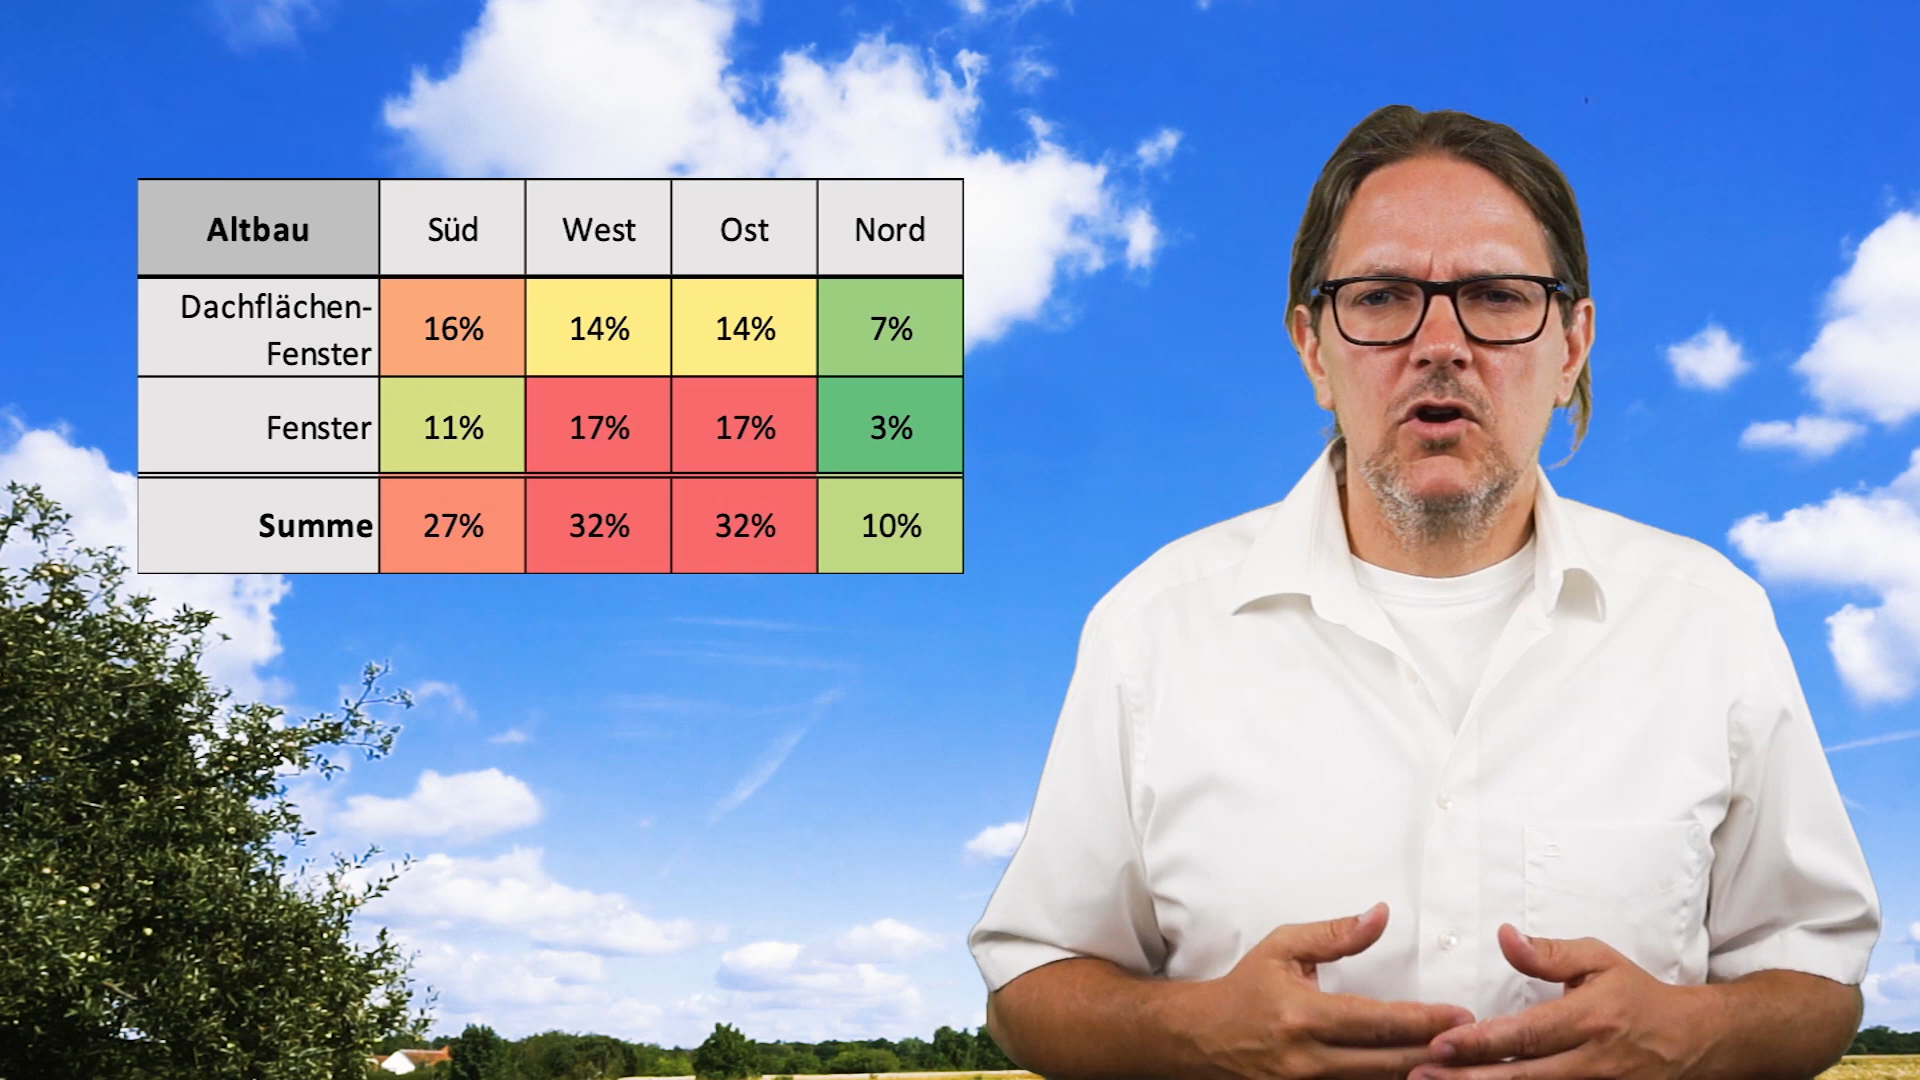 Altbau Süd West Ost Nord
Dachflächen-
Fenster 16% 14% 14% 7%
Fenster 11% 17% 17% 3%
Summe 27% 32% 32% 10%